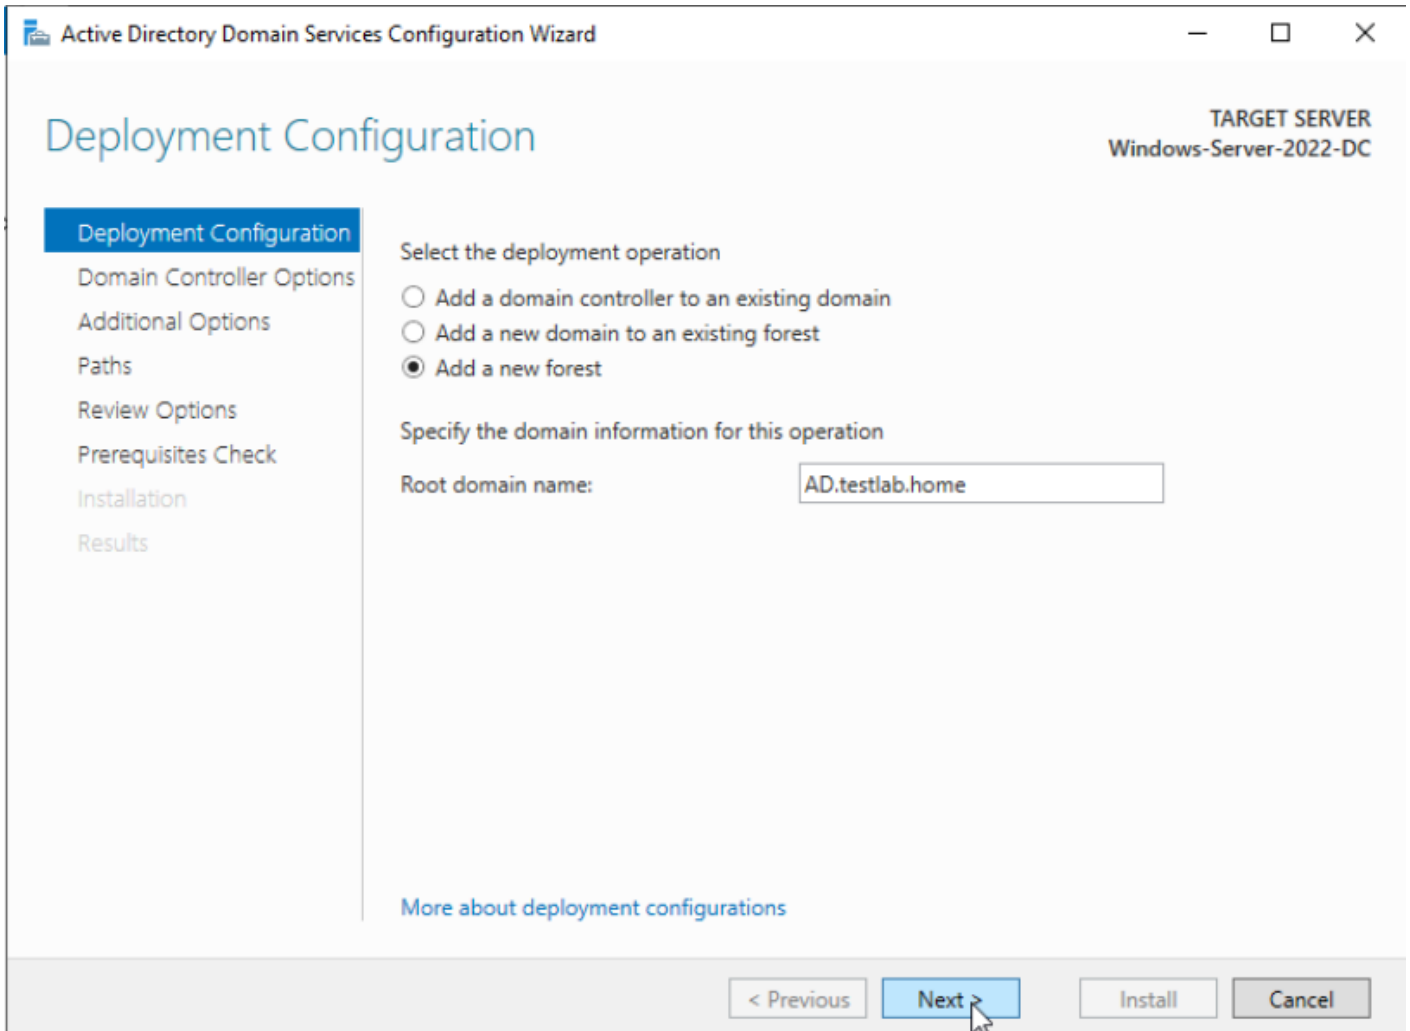 Active Directory Domain Services Configuration Wizard
Deployment Configuration
TARGET SERVER
Windows-Server-2022-DC
Deployment Configuration
Domain Controller Options
Additional Options
Paths
Review Options
Prerequisites Check
Installation
Results
Select the deployment operation
Add a domain controller to an existing domain
Add a new domain to an existing forest
Add a new forest
Specify the domain information for this operation
Root domain name: AD.testlab.home
More about deployment configurations
< Previous Next > Install Cancel